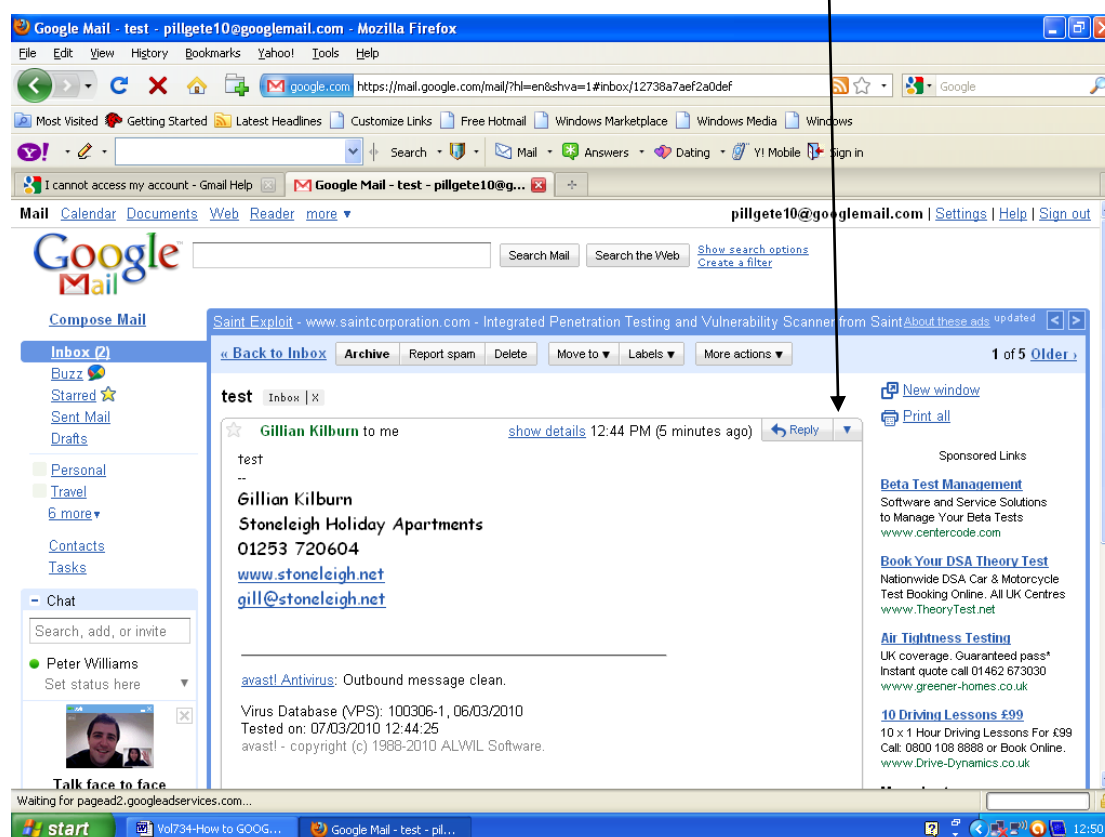 Google Mail - test - pillgete10@googlemail.com - Mozilla Firefox
File Edit View History Bookmarks Yahoo! Tools Help
google.com https://mail.google.com/mail/?hl=en&shva=1#inbox/12738a7aef2a0def
Google
Most Visited Getting Started Latest Headlines Customize Links Free Hotmail Windows Marketplace Windows Media Windows
Y! Search Mail Answers Dating Y! Mobile Sign in
I cannot access my account - Gmail Help Google Mail - test - pillgete10@g...
Mail Calendar Documents Web Reader more ▼ pillgete10@googlemail.com | Settings | Help | Sign out
Google Mail
Search Mail Search the Web Show search options
Create a filter
Compose Mail
Saint Exploit - www.saintcorporation.com - Integrated Penetration Testing and Vulnerability Scanner from Saint About these ads updated < >
Inbox (2)
Buzz
Starred
Sent Mail
Drafts
Personal
Travel
6 more▼
Contacts
Tasks
− Chat
Search, add, or invite
Peter Williams
Set status here ▼
Talk face to face
« Back to Inbox Archive Report spam Delete Move to ▼ Labels ▼ More actions ▼ 1 of 5 Older ›
test Inbox | X
Gillian Kilburn to me show details 12:44 PM (5 minutes ago) Reply ▼
test
--
Gillian Kilburn
Stoneleigh Holiday Apartments
01253 720604
www.stoneleigh.net
gill@stoneleigh.net
avast! Antivirus: Outbound message clean.
Virus Database (VPS): 100306-1, 06/03/2010
Tested on: 07/03/2010 12:44:25
avast! - copyright (c) 1988-2010 ALWIL Software.
New window
Print all
Sponsored Links
Beta Test Management
Software and Service Solutions
to Manage Your Beta Tests
www.centercode.com
Book Your DSA Theory Test
Nationwide DSA Car & Motorcycle
Test Booking Online. All UK Centres
www.TheoryTest.net
Air Tightness Testing
UK coverage. Guaranteed pass*
Instant quote call 01462 673030
www.greener-homes.co.uk
10 Driving Lessons £99
10 x 1 Hour Driving Lessons For £99
Call: 0800 108 8888 or Book Online.
www.Drive-Dynamics.co.uk
Waiting for pagead2.googleadservices.com...
start Vol734-How to GOOG... Google Mail - test - pil... 12:50